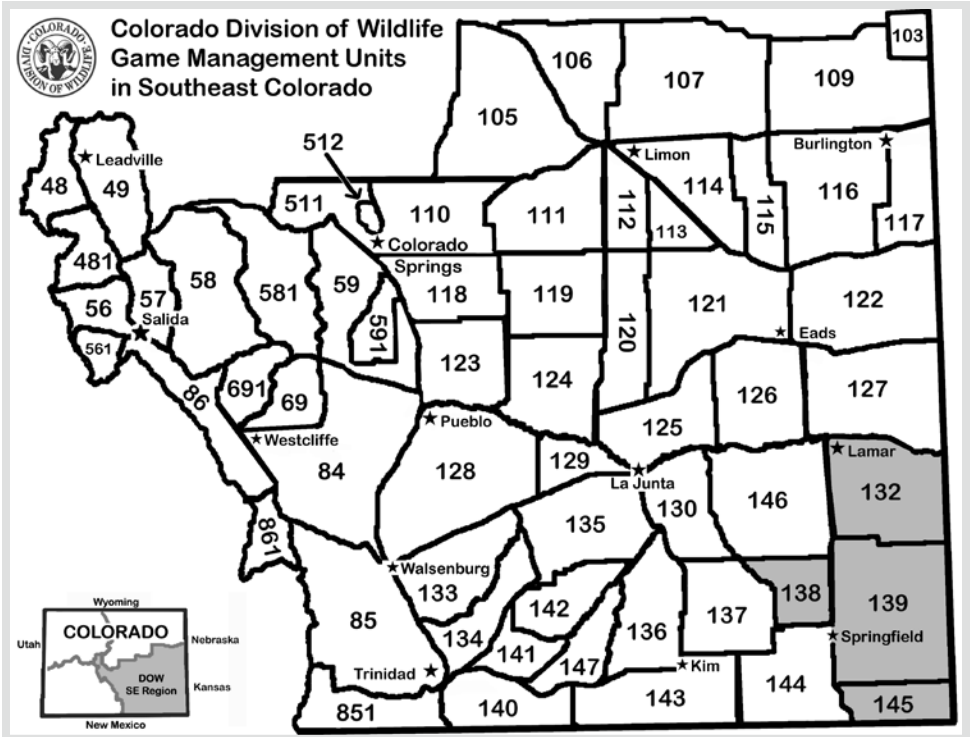 COLORADO
DIVISION OF WILDLIFE
Colorado Division of Wildlife
Game Management Units
in Southeast Colorado
103
106
107
109
105
512
Leadville
Limon
Burlington
48
49
511
110
111
112
114
115
116
117
113
Colorado
Springs
481
58
581
59
118
119
121
122
56
57
Salida
591
120
Eads
561
123
124
126
127
86
691
69
125
Pueblo
Westcliffe
84
128
129
La Junta
Lamar
132
130
146
861
135
Walsenburg
133
138
139
142
137
85
134
136
Springfield
141
147
Kim
Trinidad
144
143
145
851
140
Wyoming
COLORADO
Utah
Nebraska
DOW
SE Region
Kansas
New Mexico